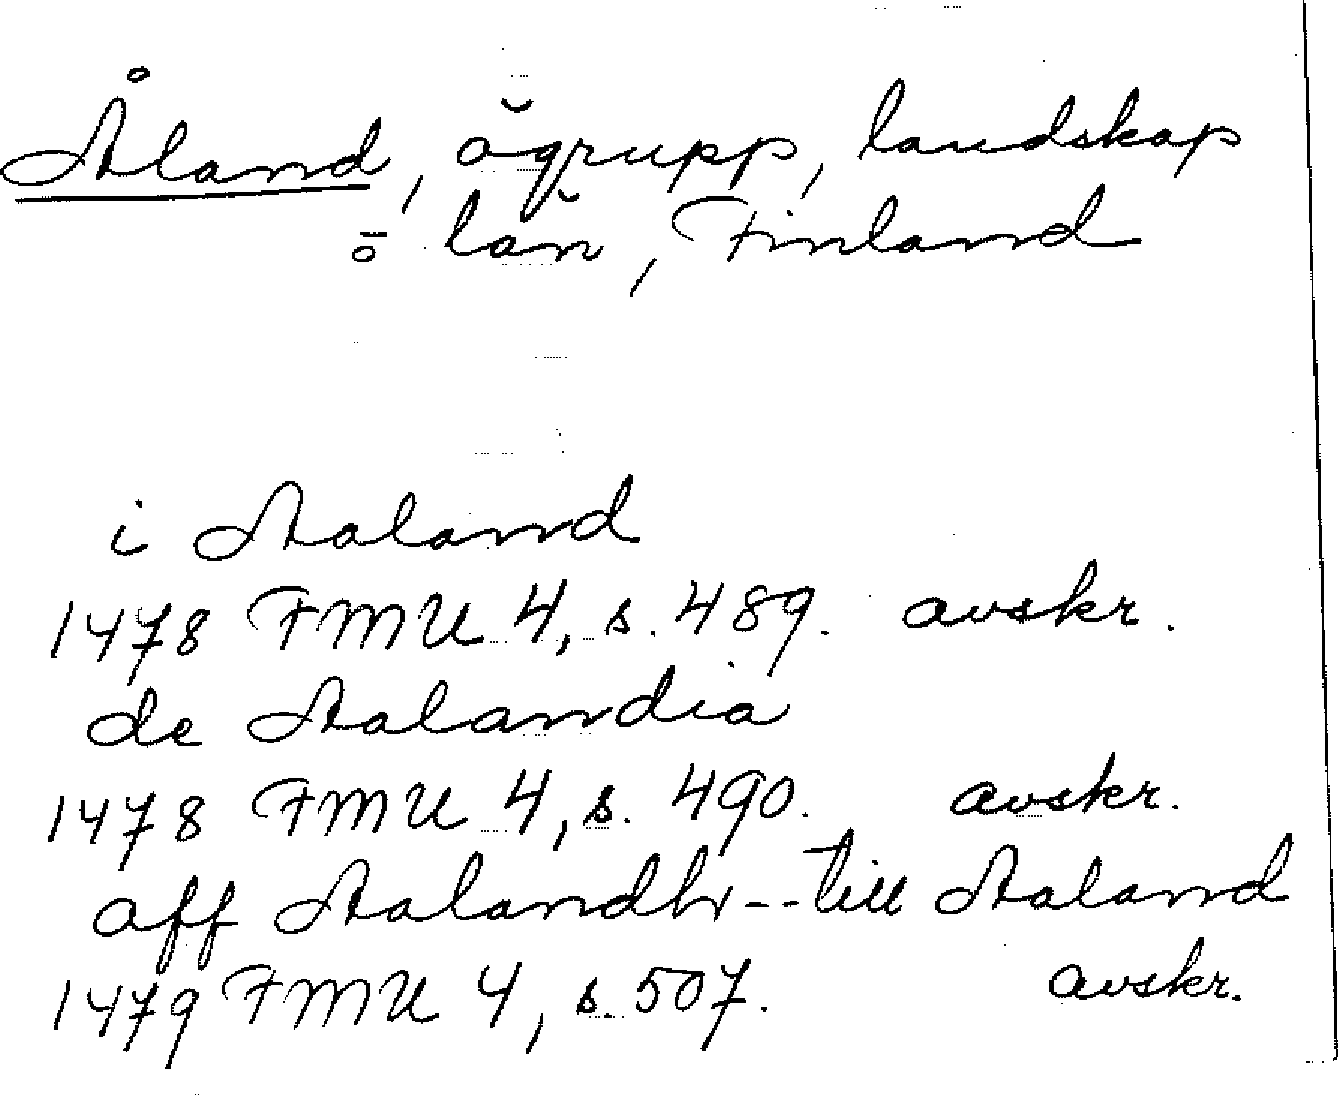 Åland, ögrupp, landskap
o län, Finland
i Aaland
1478 FMU 4, s. 489. avskr.
de Aalandia
1478 FMU 4, s. 490. avskr.
aff Aalandh--till Aaland
1479 FMU 4, s. 507. avskr.